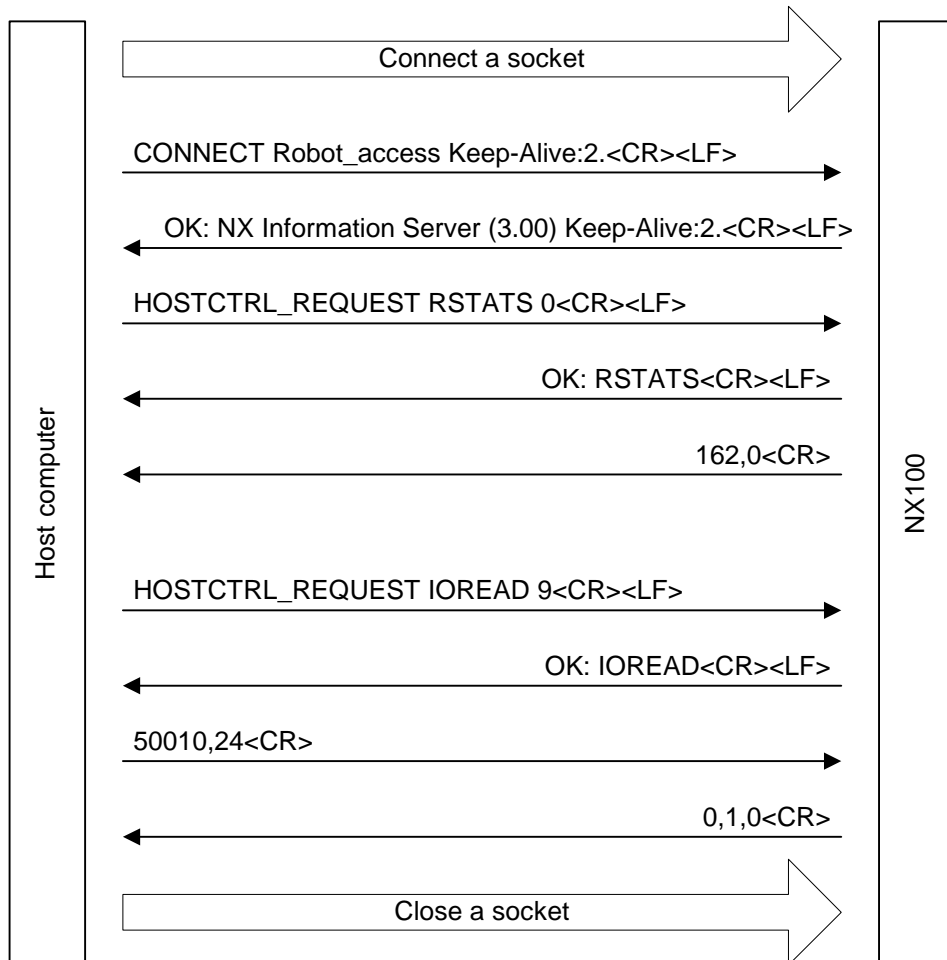 Connect a socket
CONNECT Robot_access Keep-Alive:2.<CR><LF>
OK: NX Information Server (3.00) Keep-Alive:2.<CR><LF>
HOSTCTRL_REQUEST RSTATS 0<CR><LF>
OK: RSTATS<CR><LF>
162,0<CR>
Host computer
NX100
HOSTCTRL_REQUEST IOREAD 9<CR><LF>
OK: IOREAD<CR><LF>
50010,24<CR>
0,1,0<CR>
Close a socket